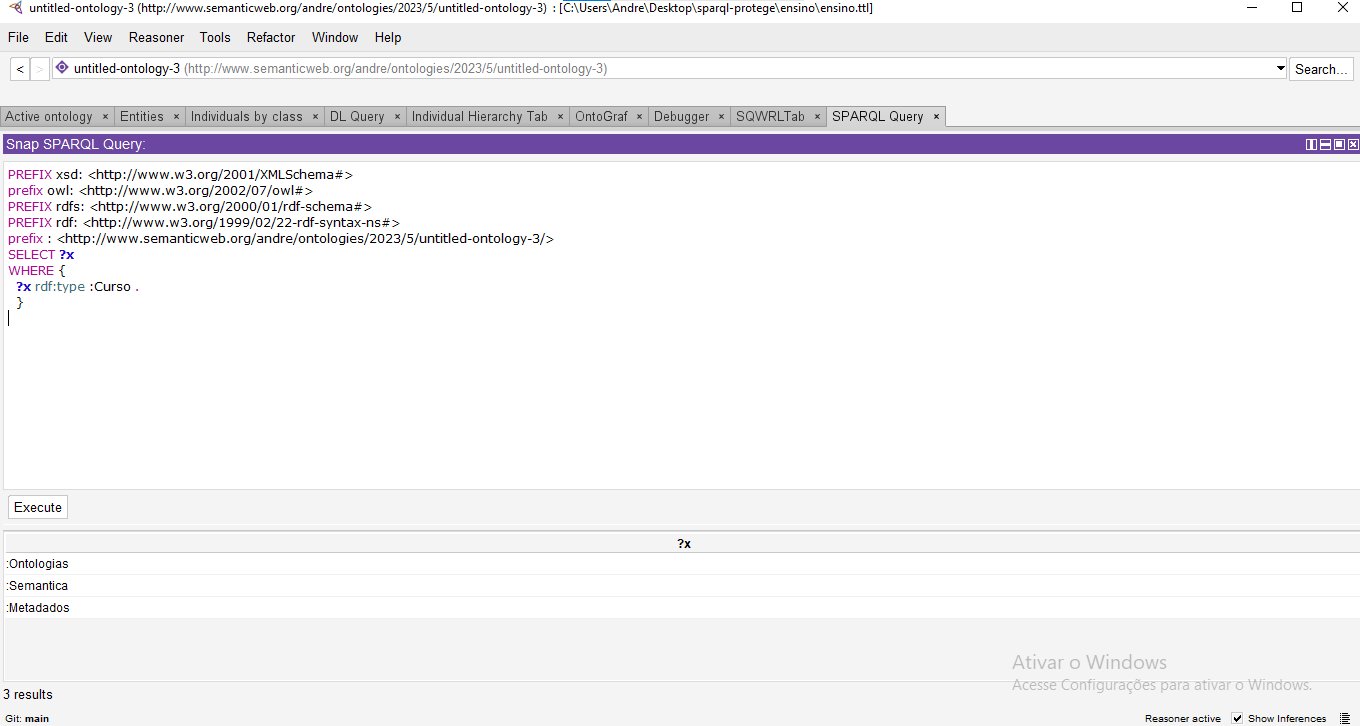 untitled-ontology-3 (http://www.semanticweb.org/andre/ontologies/2023/5/untitled-ontology-3) : [C:\Users\Andre\Desktop\sparql-protege\ensino\ensino.ttl]
File Edit View Reasoner Tools Refactor Window Help
< > untitled-ontology-3 (http://www.semanticweb.org/andre/ontologies/2023/5/untitled-ontology-3) Search...
Active ontology × Entities × Individuals by class × DL Query × Individual Hierarchy Tab × OntoGraf × Debugger × SQWRLTab × SPARQL Query ×
Snap SPARQL Query:
PREFIX xsd: <http://www.w3.org/2001/XMLSchema#>
prefix owl: <http://www.w3.org/2002/07/owl#>
PREFIX rdfs: <http://www.w3.org/2000/01/rdf-schema#>
PREFIX rdf: <http://www.w3.org/1999/02/22-rdf-syntax-ns#>
prefix : <http://www.semanticweb.org/andre/ontologies/2023/5/untitled-ontology-3/>
SELECT ?x
WHERE {
?x rdf:type :Curso .
}
Execute
?x
:Ontologias
:Semantica
:Metadados
Ativar o Windows
Acesse Configurações para ativar o Windows.
3 results
Git: main Reasoner active Show Inferences